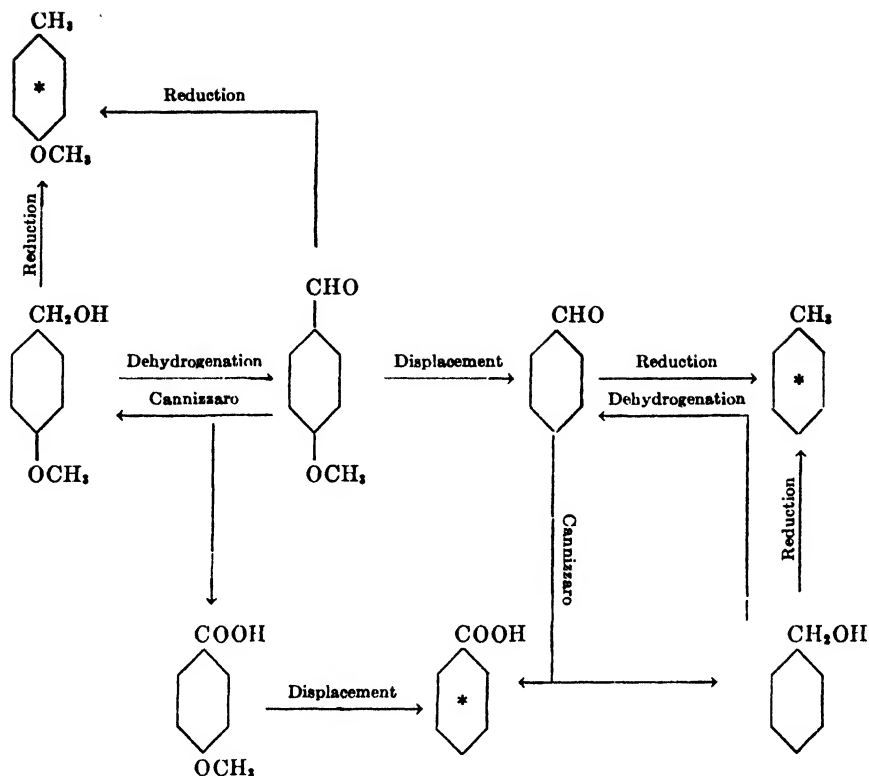 CH₃
*
Reduction
OCH₃
Reduction
CHO
CH₂OH
CHO
CH₃
Dehydrogenation
Displacement
Reduction
*
Cannizzaro
Dehydrogenation
OCH₃
OCH₃
Cannizzaro
Reduction
COOH
COOH
CH₂OH
Displacement
*
OCH₃